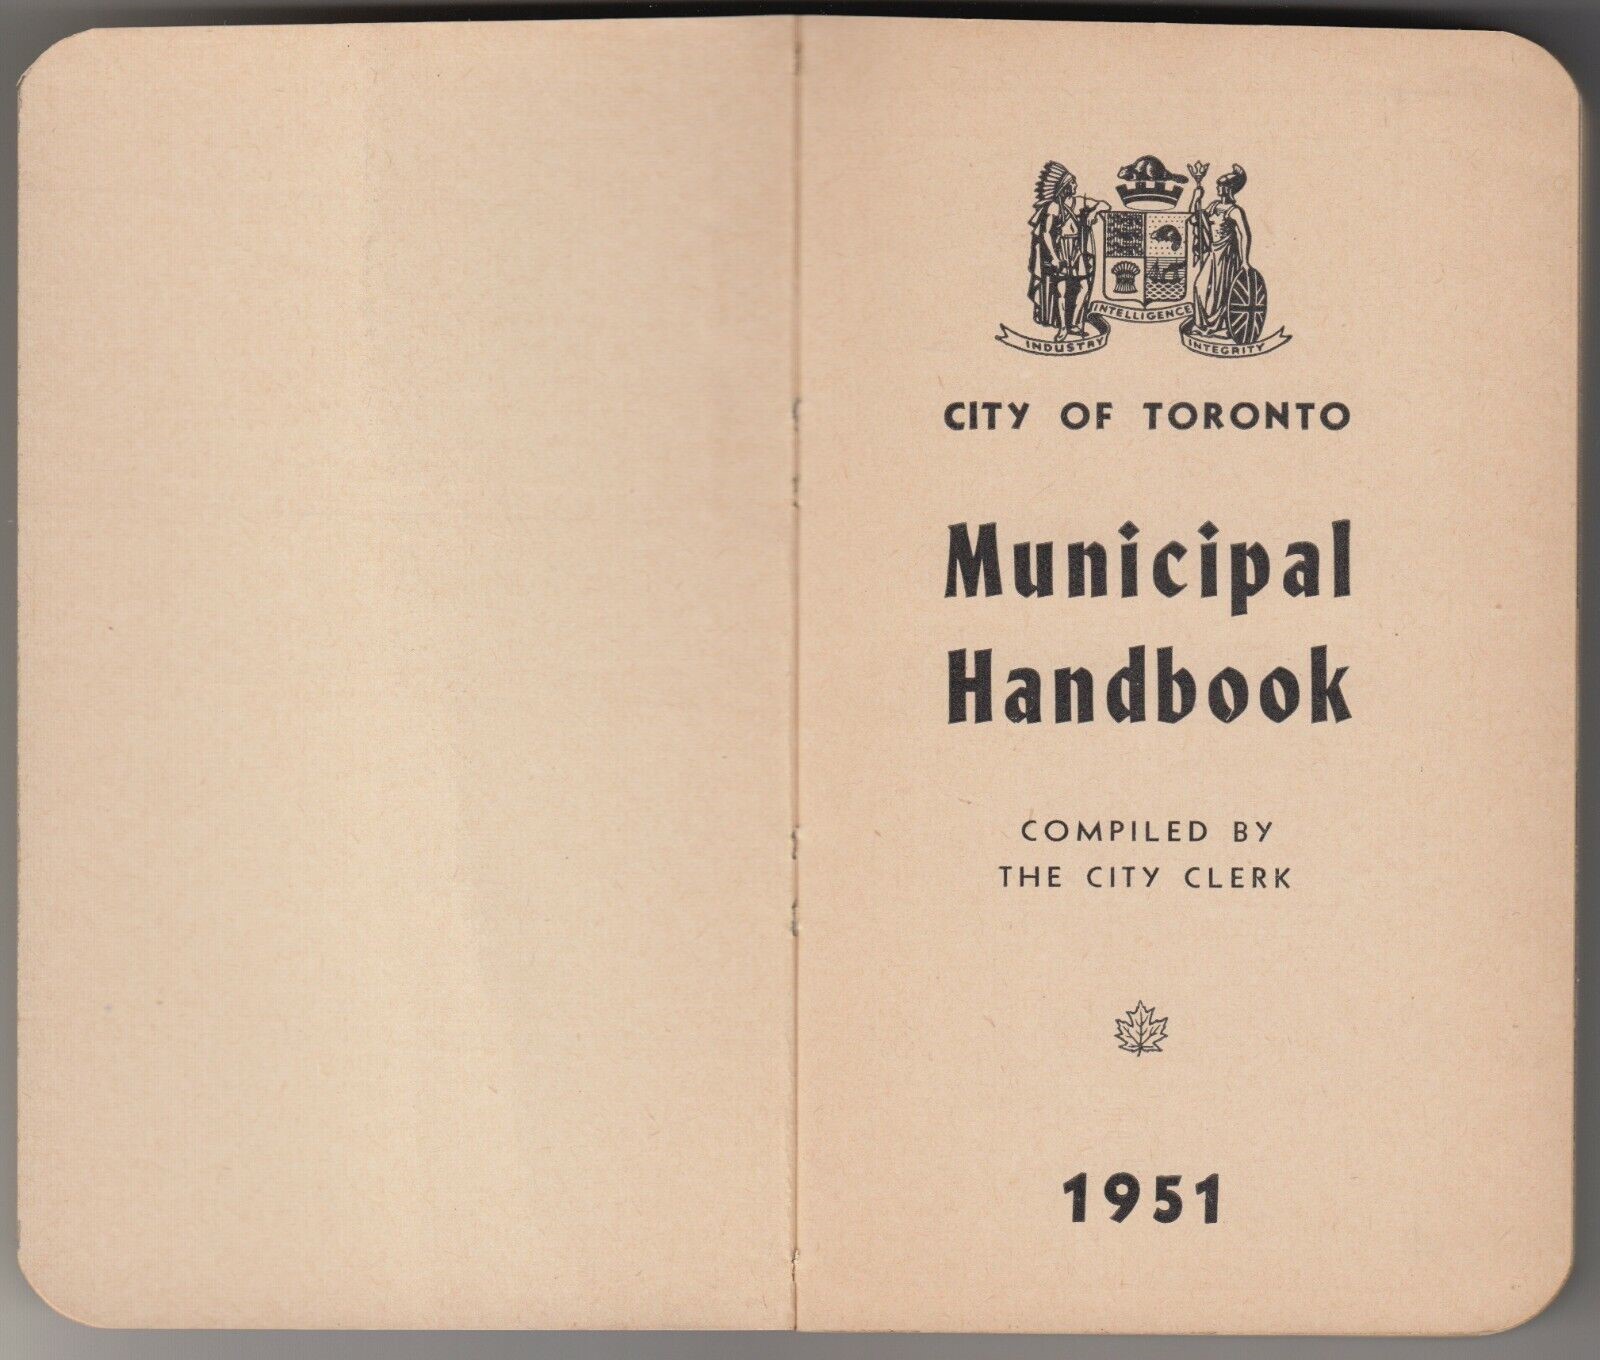 INTELLIGENCE
INDUSTRY INTEGRITY
CITY OF TORONTO
Municipal
Handbook
COMPILED BY
THE CITY CLERK
1951